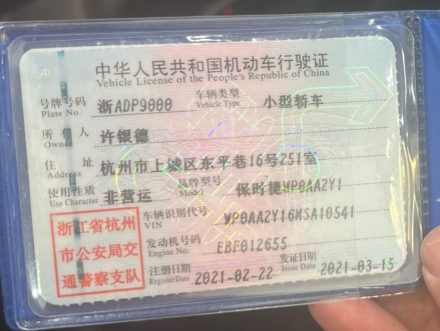 中华人民共和国机动车行驶证
Vehicle License of the People's Republic of China
号牌号码 浙ADP9000 车辆类型 小型轿车
Plate No. Vehicle Type
所有人 许银德
Owner
住址 杭州市上城区东平巷16号251室
Address
使用性质 非营运 品牌型号 保时捷WP0AA2Y1
Use Character Model
浙江省杭州
市公安局交
通警察支队
车辆识别代号 WP0AA2Y16MSA10541
VIN
发动机号码 EBF012655
Engine No.
注册日期 2021-02-22 发证日期 2021-03-15
Register Date Issue Date